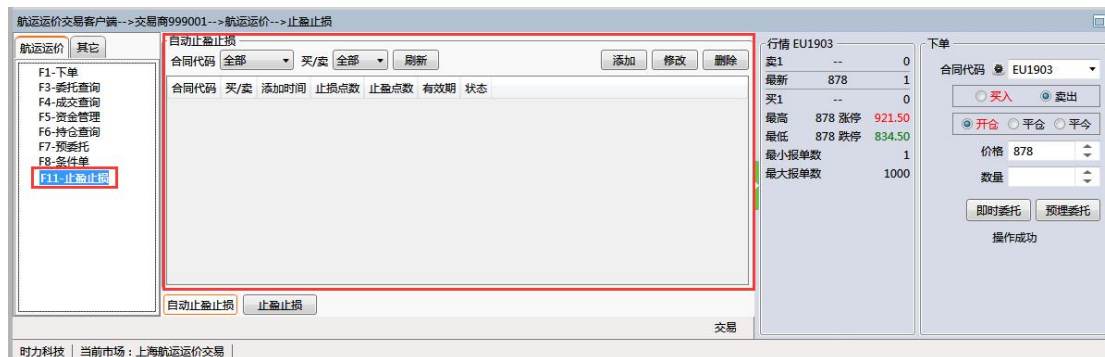 航运运价交易客户端-->交易商999001-->航运运价-->止盈止损
航运运价 其它
F1-下单
F3-委托查询
F4-成交查询
F5-资金管理
F6-持仓查询
F7-预委托
F8-条件单
F11-止盈止损
自动止盈止损
合同代码 全部 买/卖 全部 刷新 添加 修改 删除
合同代码 买/卖 添加时间 止损点数 止盈点数 有效期 状态
自动止盈止损 止盈止损
交易
行情 EU1903
卖1 -- 0
最新 878 1
买1 -- 0
最高 878 涨停 921.50
最低 878 跌停 834.50
最小报单数 1
最大报单数 1000
下单
合同代码 EU1903
买入 卖出
开仓 平仓 平今
价格 878
数量
即时委托 预埋委托
操作成功
时力科技 当前市场：上海航运运价交易